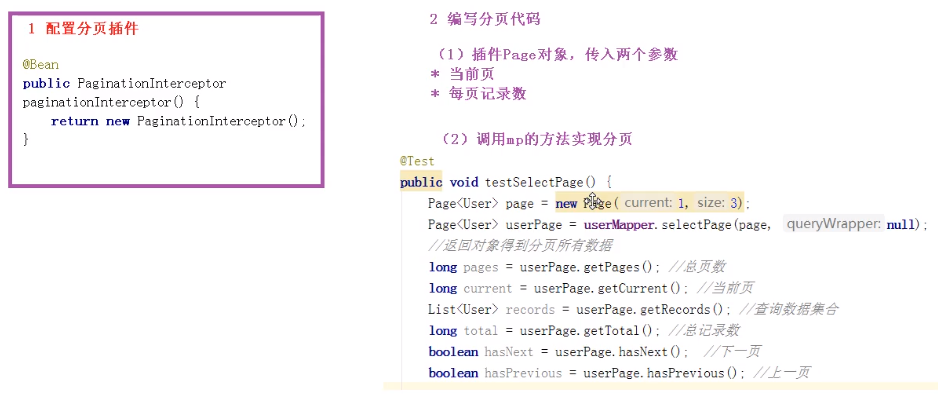 1 配置分页插件
@Bean
public PaginationInterceptor
paginationInterceptor() {
return new PaginationInterceptor();
}
2 编写分页代码
（1）插件Page对象，传入两个参数
* 当前页
* 每页记录数
（2）调用mp的方法实现分页
@Test
public void testSelectPage() {
Page<User> page = new Page( current: 1, size: 3);
Page<User> userPage = userMapper.selectPage(page, queryWrapper: null);
//返回对象得到分页所有数据
long pages = userPage.getPages(); //总页数
long current = userPage.getCurrent(); //当前页
List<User> records = userPage.getRecords(); //查询数据集合
long total = userPage.getTotal(); //总记录数
boolean hasNext = userPage.hasNext(); //下一页
boolean hasPrevious = userPage.hasPrevious(); //上一页